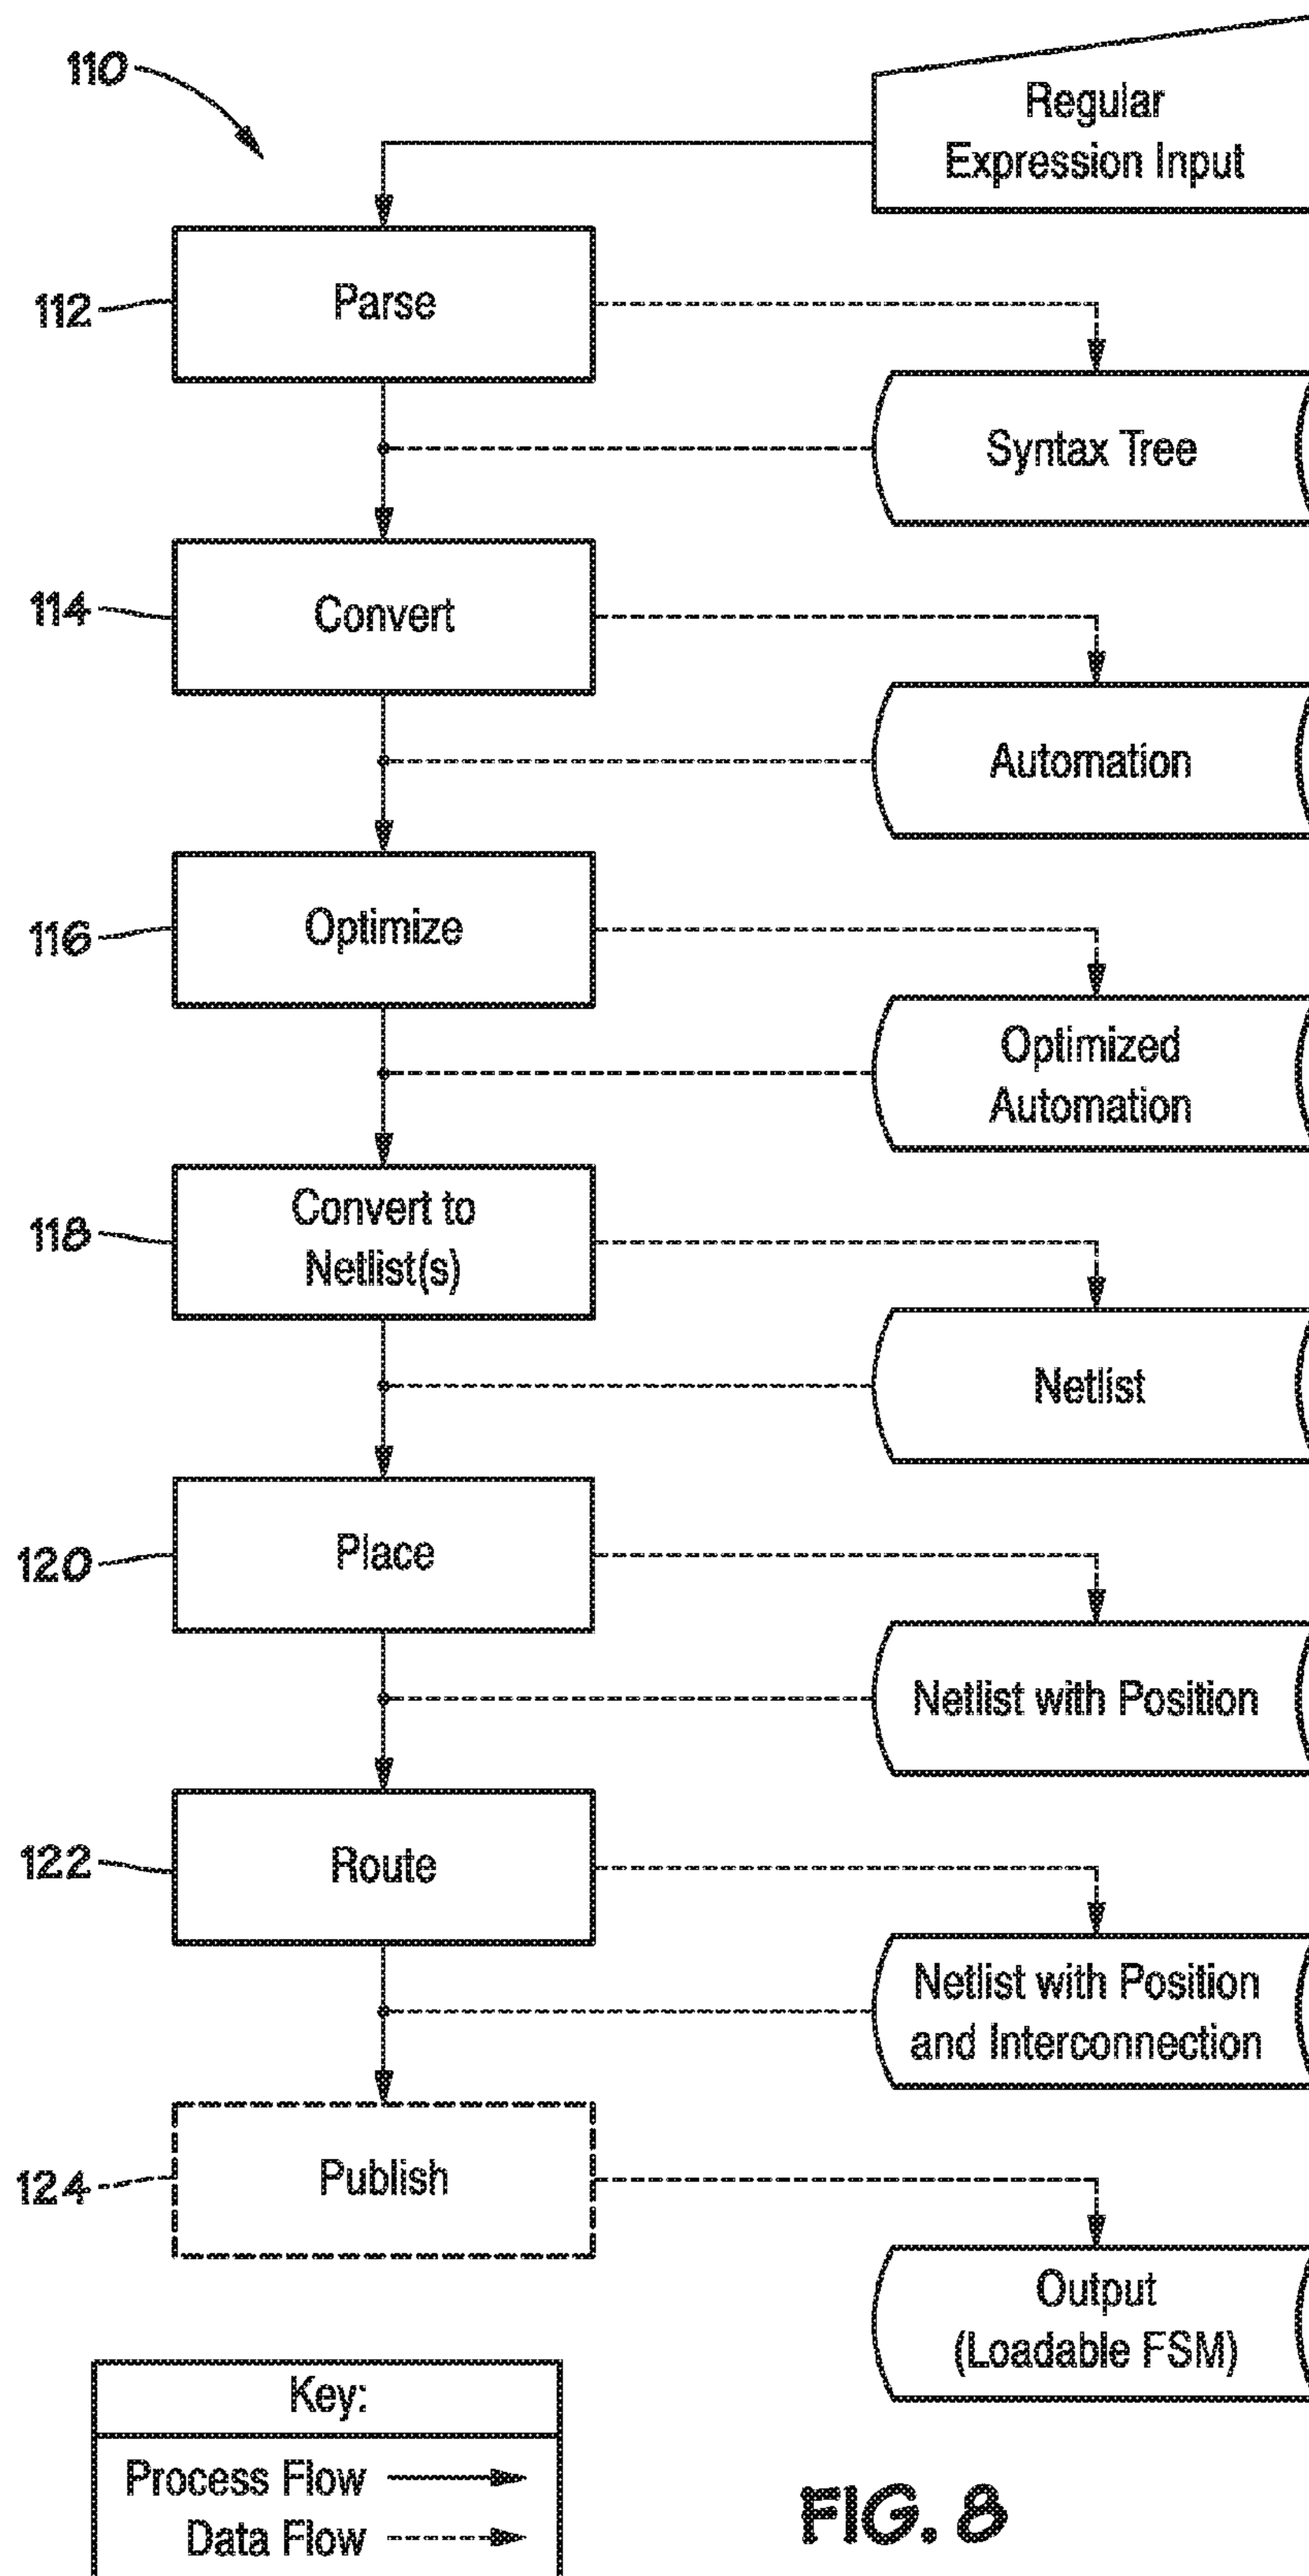 110
Regular
Expression Input
112
Parse
Syntax Tree
114
Convert
Automation
116
Optimize
Optimized
Automation
118
Convert to
Netlist(s)
Netlist
120
Place
Netlist with Position
122
Route
Netlist with Position
and Interconnection
124
Publish
Output
(Loadable FSM)
Key:
Process Flow
Data Flow
FIG. 8